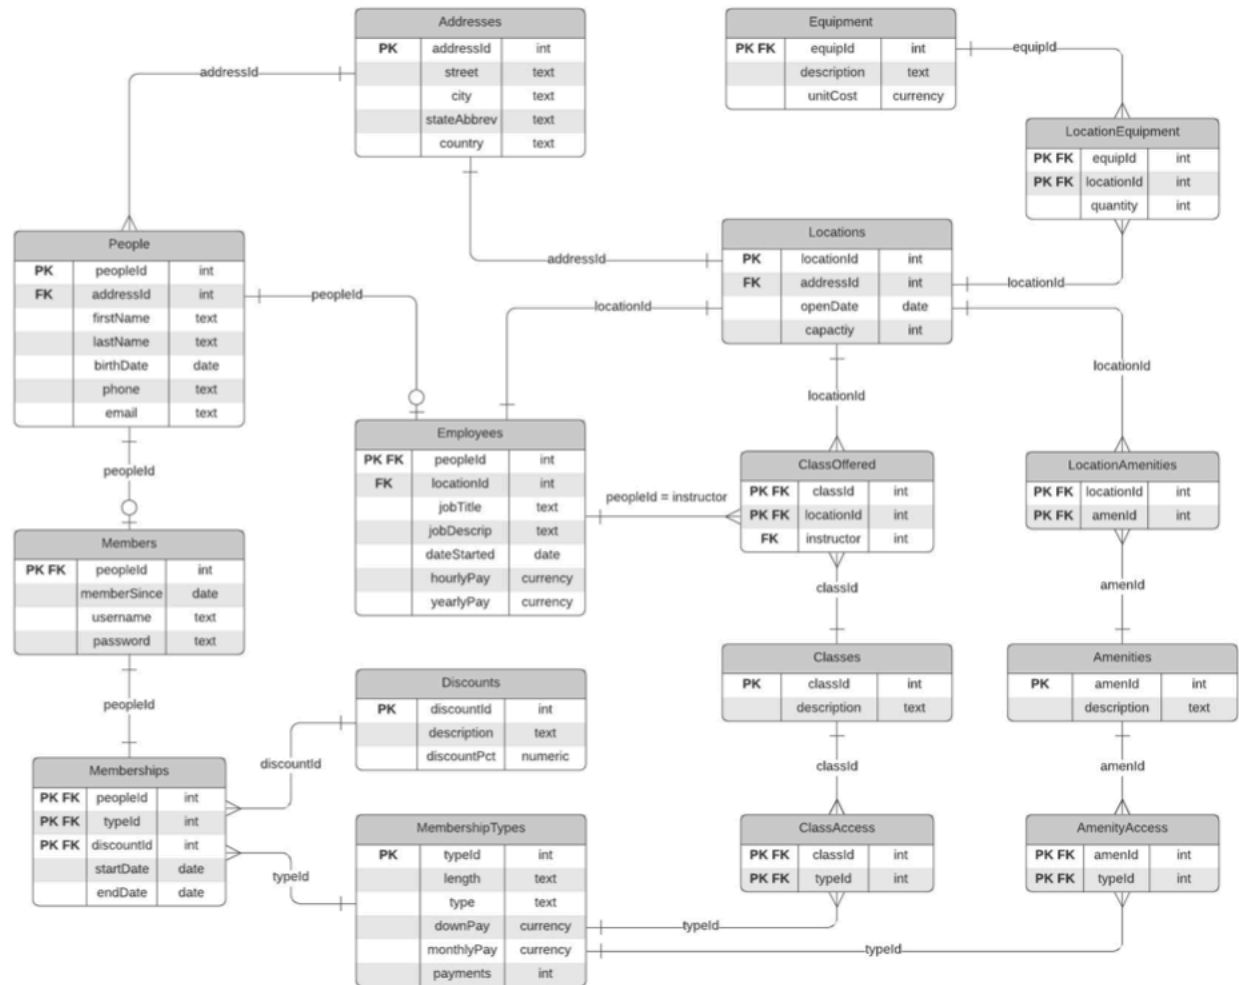 Addresses
PK addressId int
street text
city text
stateAbbrev text
country text
Equipment
PK FK equipId int
description text
unitCost currency
equipId
addressId
LocationEquipment
PK FK equipId int
PK FK locationId int
quantity int
People
PK peopleId int
FK addressId int
firstName text
lastName text
birthDate date
phone text
email text
addressId
Locations
PK locationId int
FK addressId int
openDate date
capactiy int
peopleId
locationId
locationId
locationId
locationId
Employees
PK FK peopleId int
FK locationId int
jobTitle text
jobDescrip text
dateStarted date
hourlyPay currency
yearlyPay currency
peopleId = instructor
ClassOffered
PK FK classId int
PK FK locationId int
FK instructor int
LocationAmenities
PK FK locationId int
PK FK amenId int
peopleId
Members
PK FK peopleId int
memberSince date
username text
password text
classId
amenId
Classes
PK classId int
description text
Amenities
PK amenId int
description text
peopleId
Discounts
PK discountId int
description text
discountPct numeric
discountId
classId
amenId
Memberships
PK FK peopleId int
PK FK typeId int
PK FK discountId int
startDate date
endDate date
typeId
MembershipTypes
PK typeId int
length text
type text
downPay currency
monthlyPay currency
payments int
ClassAccess
PK FK classId int
PK FK typeId int
AmenityAccess
PK FK amenId int
PK FK typeId int
typeId
typeId